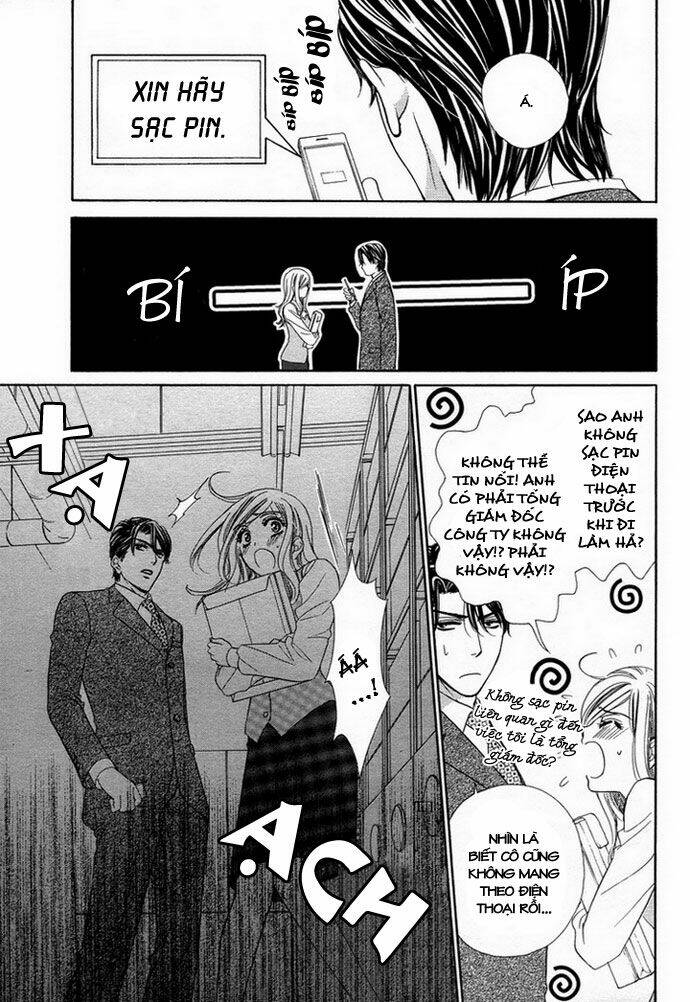 Á.
BÍP BÍP
BÍP BÍP
XIN HÃY
SẠC PIN.
BÍ
ÍP
SAO ANH
KHÔNG
SẠC PIN
ĐIỆN
THOẠI
TRƯỚC
KHI ĐI
LÀM HẢ?
KHÔNG THỂ
TIN NỔI! ANH
CÓ PHẢI TỔNG
GIÁM ĐỐC
CÔNG TY KHÔNG
VẬY!? PHẢI
KHÔNG VẬY!?
Không sạc pin
liên quan gì đến
việc tôi là tổng
giám đốc?
NHÌN LÀ
BIẾT CÔ CŨNG
KHÔNG MANG
THEO ĐIỆN
THOẠI RỒI...
XẠ
ÁÁ
...!
ẠCH